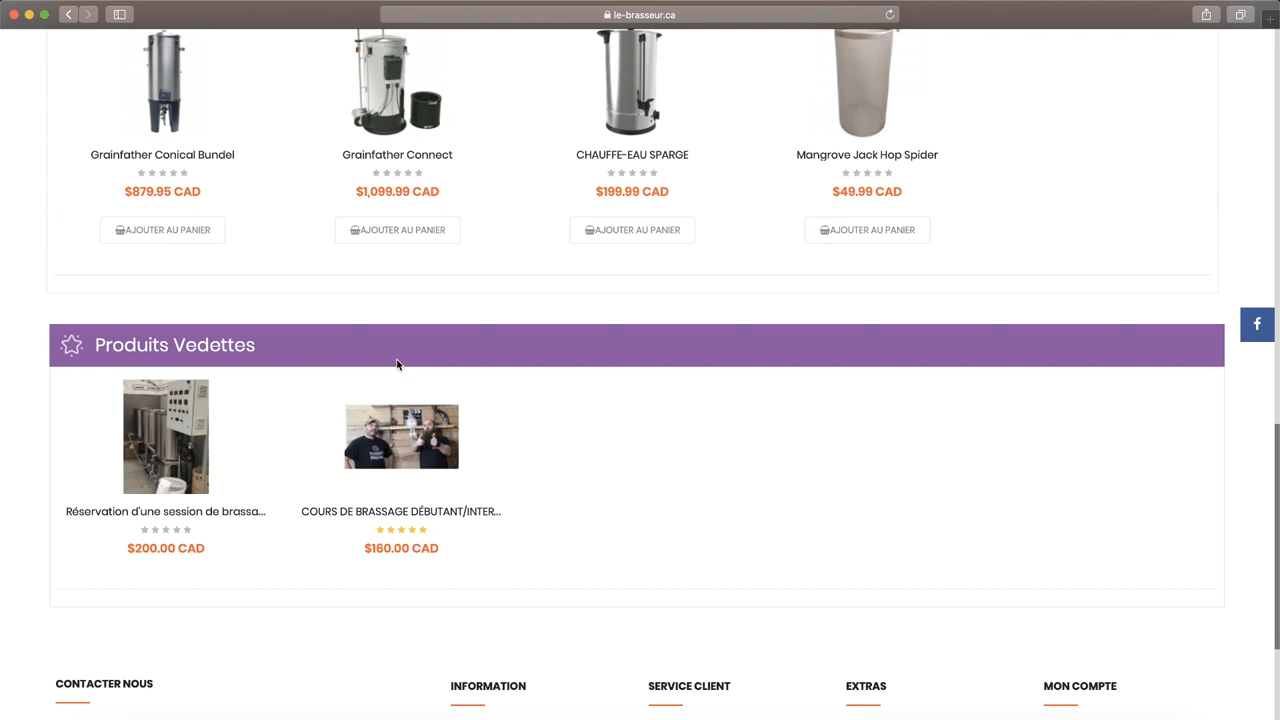 le-brasseur.ca
Grainfather Conical Bundel
Grainfather Connect
CHAUFFE-EAU SPARGE
Mangrove Jack Hop Spider
$879.95 CAD
$1,099.99 CAD
$199.99 CAD
$49.99 CAD
AJOUTER AU PANIER
AJOUTER AU PANIER
AJOUTER AU PANIER
AJOUTER AU PANIER
Produits Vedettes
Réservation d'une session de brassa...
COURS DE BRASSAGE DÉBUTANT/INTER...
$200.00 CAD
$160.00 CAD
CONTACTER NOUS
INFORMATION
SERVICE CLIENT
EXTRAS
MON COMPTE